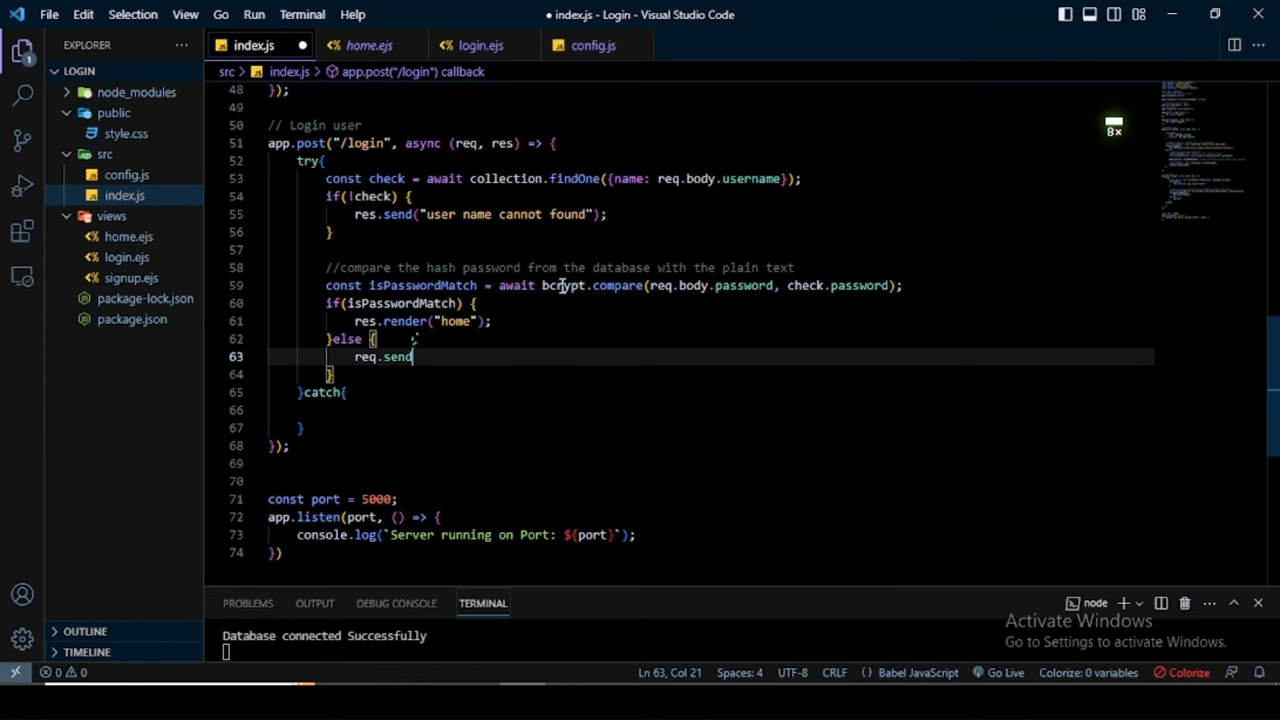 File Edit Selection View Go Run Terminal Help
● index.js - Login - Visual Studio Code
EXPLORER
index.js
home.ejs
login.ejs
config.js
LOGIN
src > index.js > app.post("/login") callback
node_modules
public
style.css
src
config.js
index.js
views
home.ejs
login.ejs
signup.ejs
package-lock.json
package.json
8×
48 });
49
50 // Login user
51 app.post("/login", async (req, res) => {
52 try{
53 const check = await collection.findOne({name: req.body.username});
54 if(!check) {
55 res.send("user name cannot found");
56 }
57
58 //compare the hash password from the database with the plain text
59 const isPasswordMatch = await bcrypt.compare(req.body.password, check.password);
60 if(isPasswordMatch) {
61 res.render("home");
62 }else {
63 req.send
64 }
65 }catch{
66
67 }
68 });
69
70
71 const port = 5000;
72 app.listen(port, () => {
73 console.log(`Server running on Port: ${port}`);
74 })
PROBLEMS OUTPUT DEBUG CONSOLE TERMINAL
node
Database connected Successfully
Activate Windows
Go to Settings to activate Windows.
OUTLINE
TIMELINE
1
0 0
Ln 63, Col 21 Spaces: 4 UTF-8 CRLF { } Babel JavaScript Go Live Colorize: 0 variables Colorize